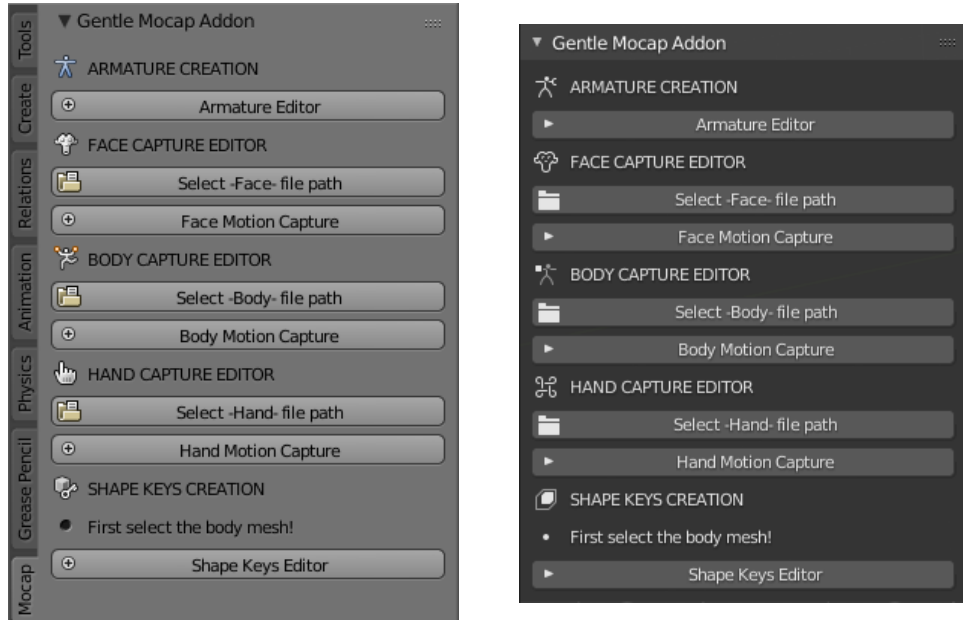 Tools
Create
Relations
Animation
Physics
Grease Pencil
Mocap
Gentle Mocap Addon
ARMATURE CREATION
Armature Editor
FACE CAPTURE EDITOR
Select -Face- file path
Face Motion Capture
BODY CAPTURE EDITOR
Select -Body- file path
Body Motion Capture
HAND CAPTURE EDITOR
Select -Hand- file path
Hand Motion Capture
SHAPE KEYS CREATION
First select the body mesh!
Shape Keys Editor
Gentle Mocap Addon
ARMATURE CREATION
Armature Editor
FACE CAPTURE EDITOR
Select -Face- file path
Face Motion Capture
BODY CAPTURE EDITOR
Select -Body- file path
Body Motion Capture
HAND CAPTURE EDITOR
Select -Hand- file path
Hand Motion Capture
SHAPE KEYS CREATION
First select the body mesh!
Shape Keys Editor